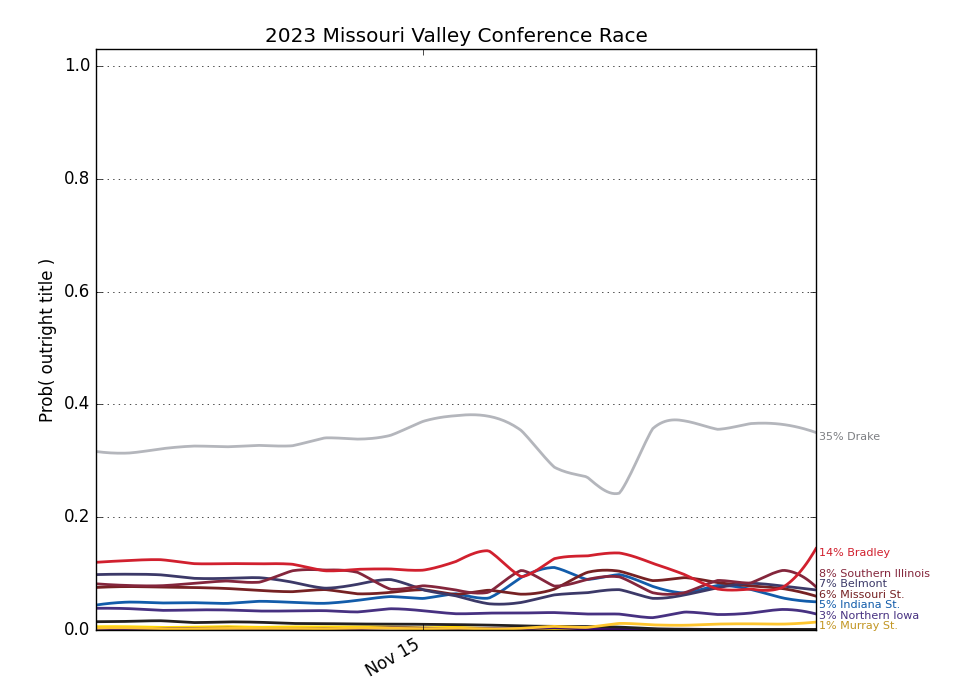 2023 Missouri Valley Conference Race
Prob( outright title )
1.0
0.8
0.6
0.4
0.2
0.0
Nov 15
35% Drake
14% Bradley
8% Southern Illinois
7% Belmont
6% Missouri St.
5% Indiana St.
3% Northern Iowa
1% Murray St.